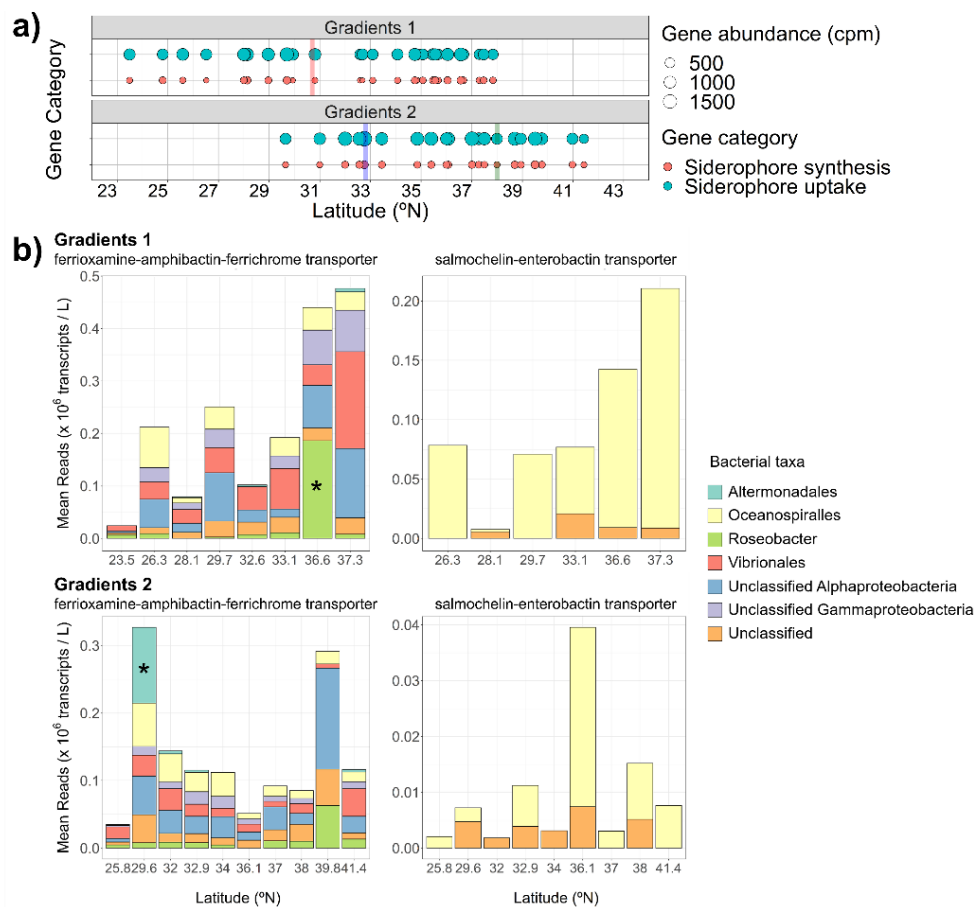 a)
Gradients 1
Gradients 2
Gene Category
23 25 27 29 31 33 35 37 39 41 43
Latitude (ºN)
Gene abundance (cpm)
500
1000
1500
Gene category
Siderophore synthesis
Siderophore uptake
b)
Gradients 1
ferrioxamine-amphibactin-ferrichrome transporter
Mean Reads (x 10⁶ transcripts / L)
0.5
0.4
0.3
0.2
0.1
0.0
*
23.5 26.3 28.1 29.7 32.6 33.1 36.6 37.3
salmochelin-enterobactin transporter
0.20
0.15
0.10
0.05
0.00
26.3 28.1 29.7 33.1 36.6 37.3
Bacterial taxa
Altermonadales
Oceanospiralles
Roseobacter
Vibrionales
Unclassified Alphaproteobacteria
Unclassified Gammaproteobacteria
Unclassified
Gradients 2
ferrioxamine-amphibactin-ferrichrome transporter
Mean Reads (x 10⁶ transcripts / L)
0.3
0.2
0.1
0.0
*
25.8 29.6 32 32.9 34 36.1 37 38 39.8 41.4
Latitude (ºN)
salmochelin-enterobactin transporter
0.04
0.03
0.02
0.01
0.00
25.8 29.6 32 32.9 34 36.1 37 38 41.4
Latitude (ºN)